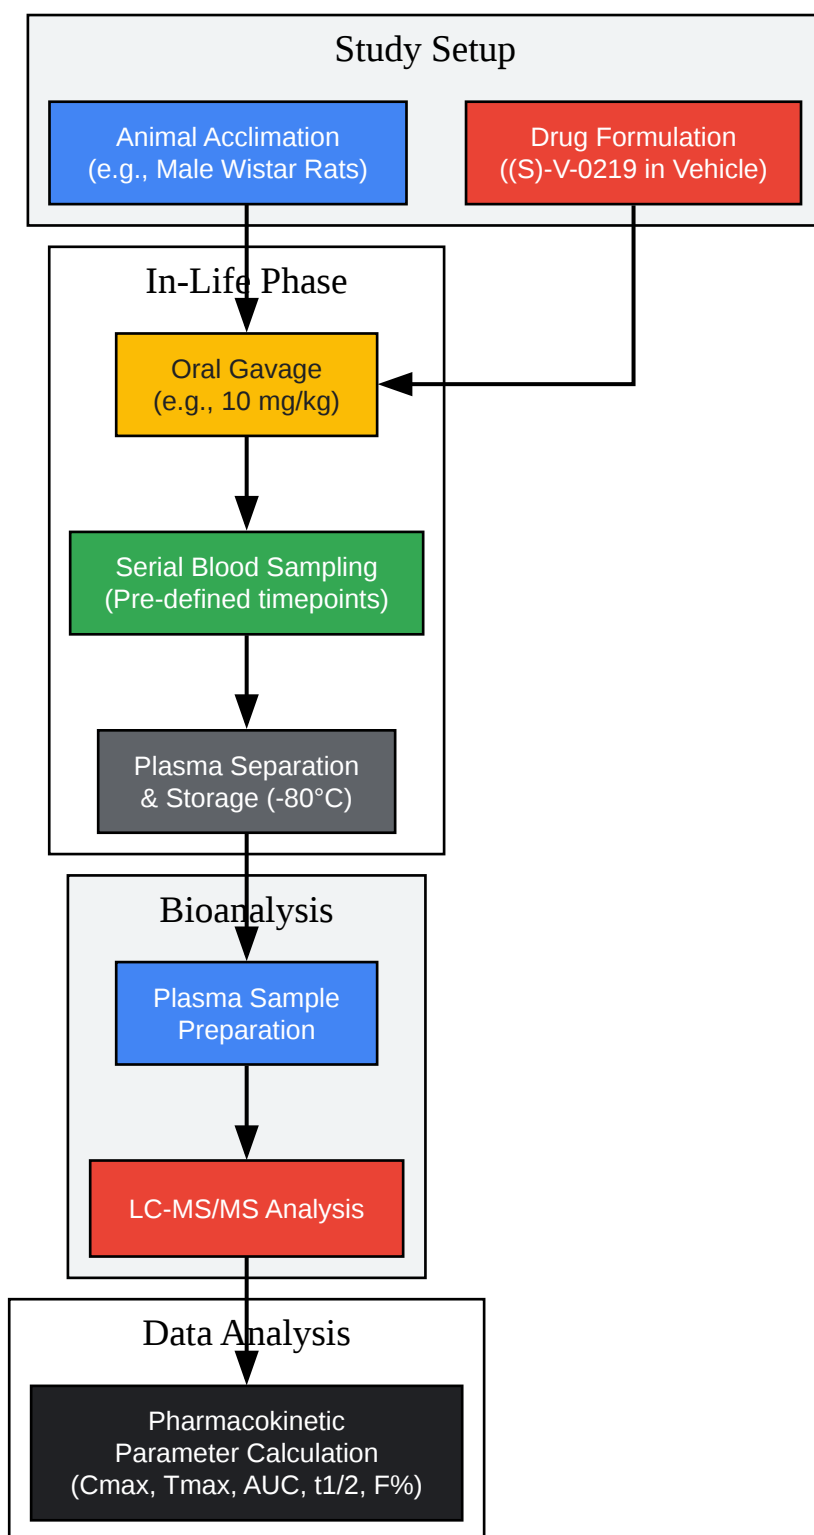 Study Setup
Animal Acclimation
(e.g., Male Wistar Rats)
Drug Formulation
((S)-V-0219 in Vehicle)
In-Life Phase
Oral Gavage
(e.g., 10 mg/kg)
Serial Blood Sampling
(Pre-defined timepoints)
Plasma Separation
& Storage (-80°C)
Bioanalysis
Plasma Sample
Preparation
LC-MS/MS Analysis
Data Analysis
Pharmacokinetic
Parameter Calculation
(Cmax, Tmax, AUC, t1/2, F%)